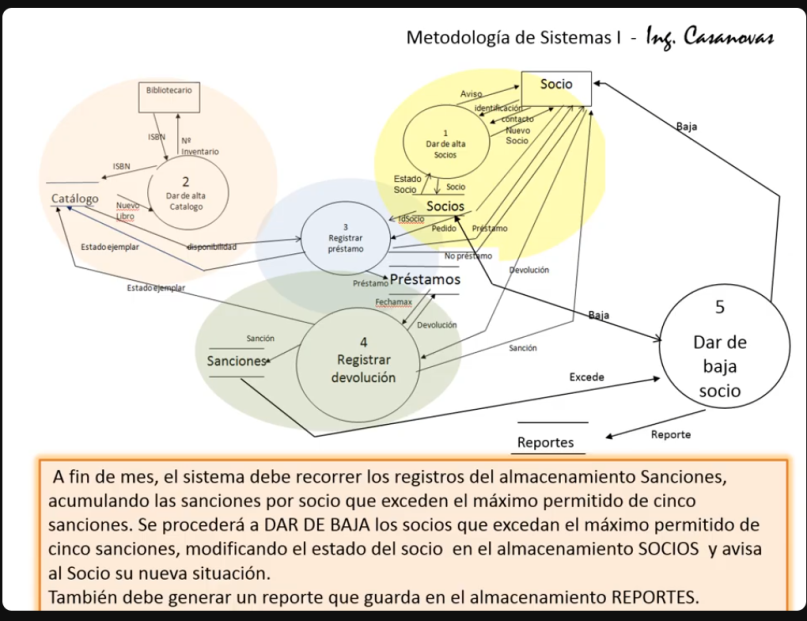 Metodología de Sistemas I - Ing. Casanovas
Bibliotecario
ISBN
Nº
Inventario
ISBN
2
Dar de alta
Catalogo
Catálogo
Nuevo
Libro
Estado ejemplar
disponibilidad
Estado ejemplar
Socio
Aviso
identificación
contacto
Nuevo
Socio
1
Dar de alta
Socios
Estado
Socio
Socio
Socios
IdSocio
Pedido
Préstamo
3
Registrar
préstamo
No préstamo
Préstamo
Préstamos
Fechamax
Devolución
Devolución
4
Registrar
devolución
Sanción
Sanciones
Sanción
Baja
Baja
5
Dar de
baja
socio
Excede
Reporte
Reportes
A fin de mes, el sistema debe recorrer los registros del almacenamiento Sanciones,
acumulando las sanciones por socio que exceden el máximo permitido de cinco
sanciones. Se procederá a DAR DE BAJA los socios que excedan el máximo permitido de
cinco sanciones, modificando el estado del socio en el almacenamiento SOCIOS y avisa
al Socio su nueva situación.
También debe generar un reporte que guarda en el almacenamiento REPORTES.